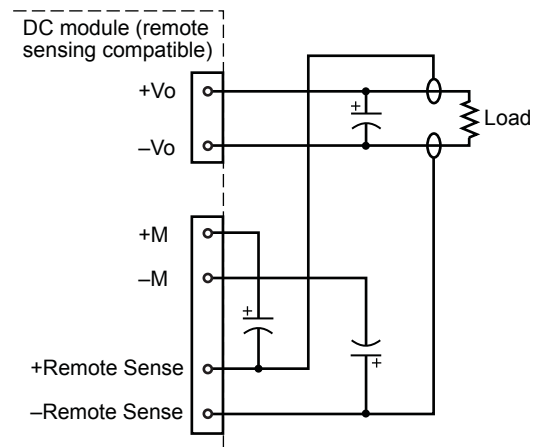 DC module (remote
sensing compatible)
+Vo
+
Load
–Vo
+M
–M
+
+Remote Sense
+
–Remote Sense